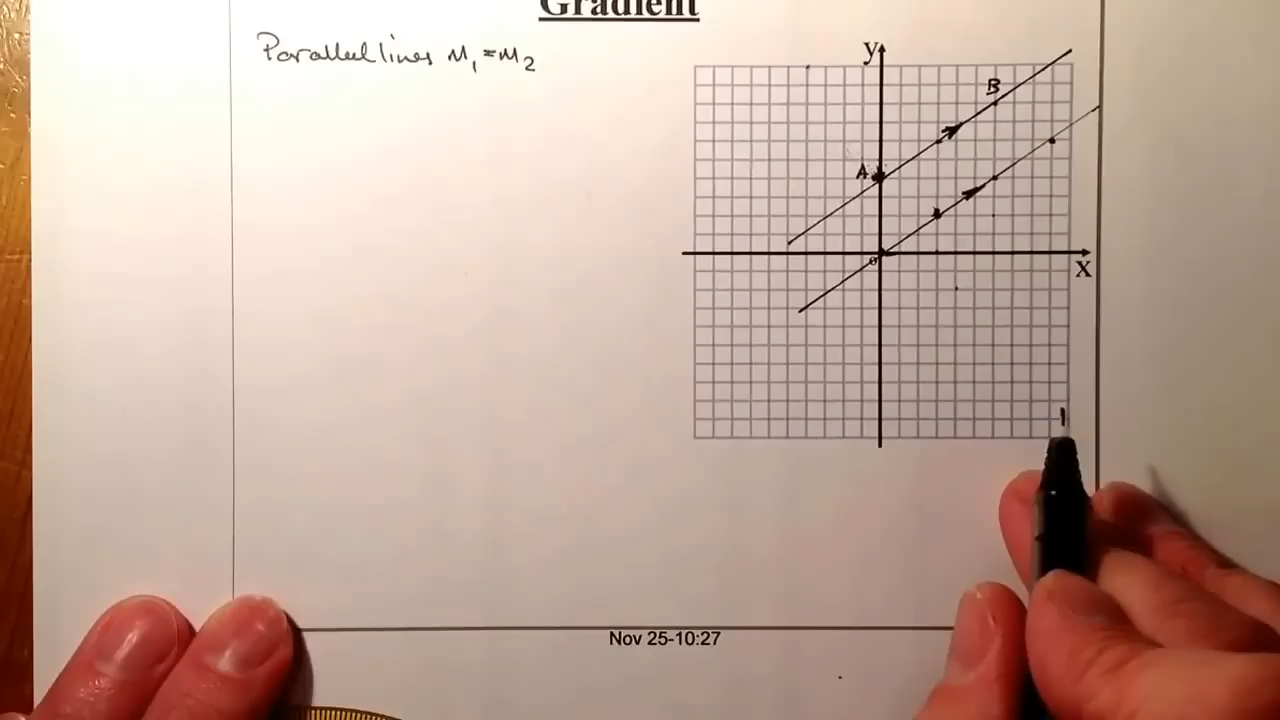 Gradient
Parallel lines M₁ = M₂
y
B
A
o
x
Nov 25-10:27